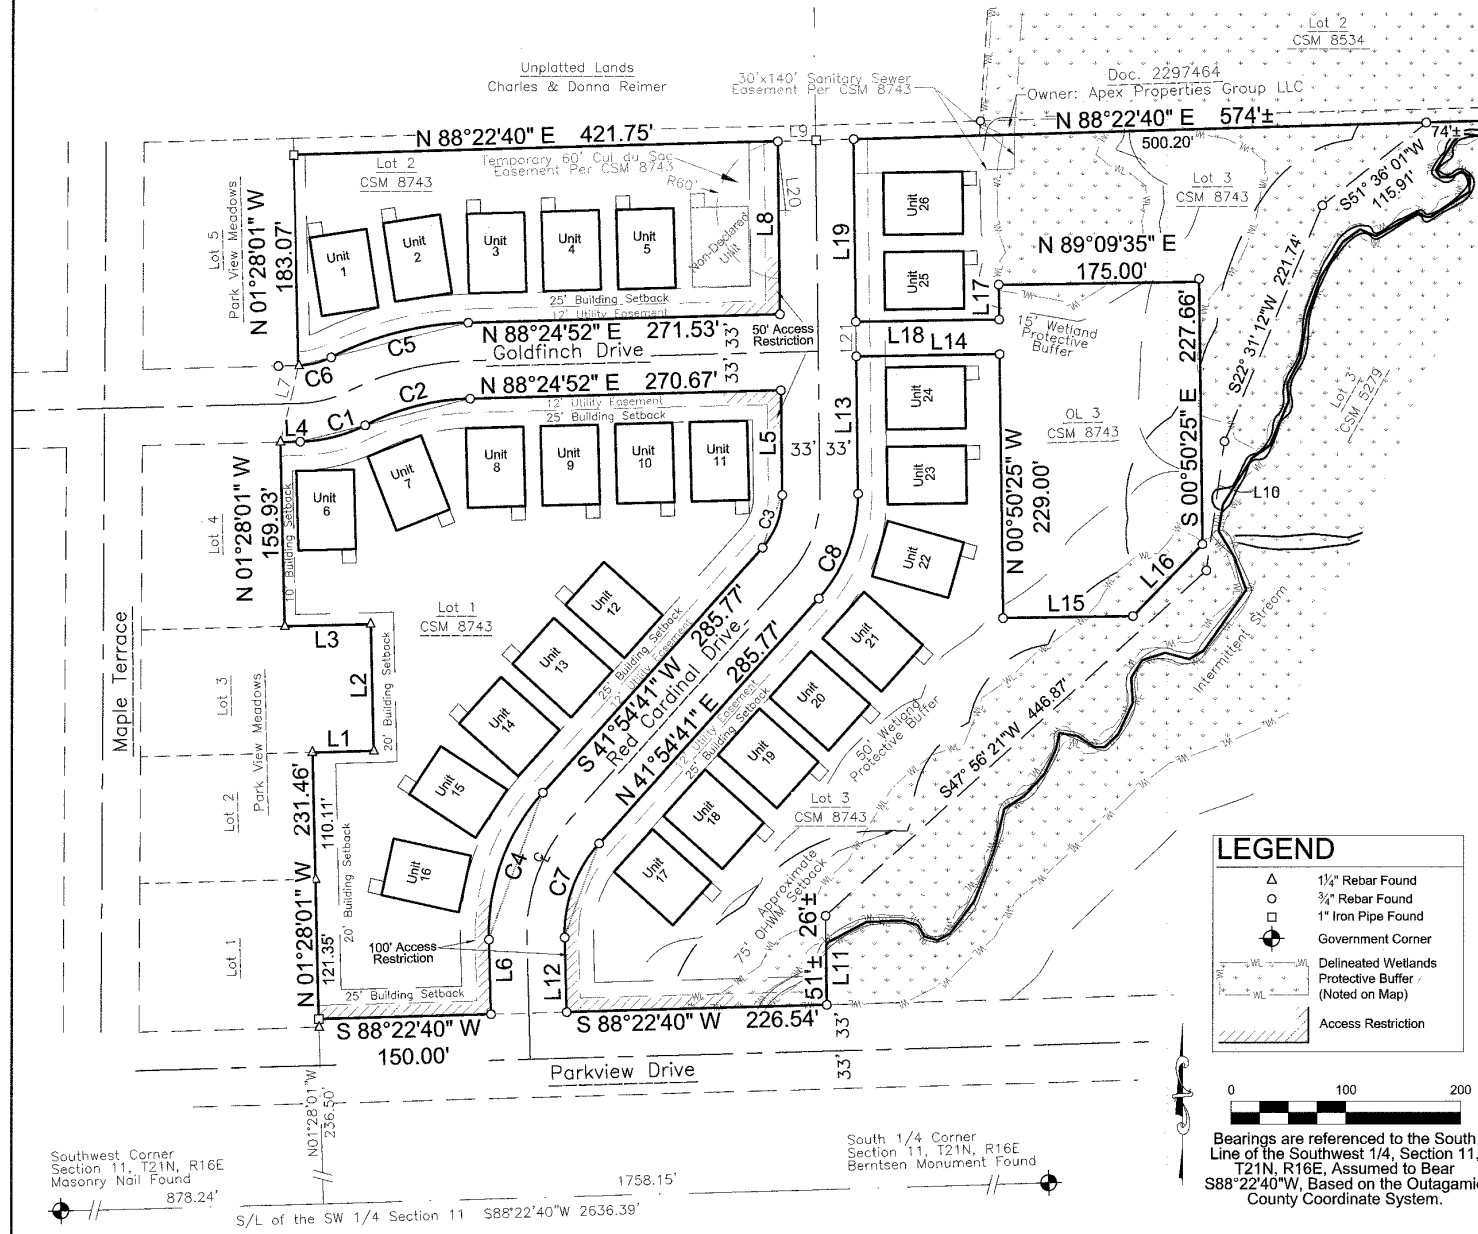 Lot 2
CSM 8534
Unplatted Lands
Charles & Donna Reimer
30'x140' Sanitary Sewer
Easement Per CSM 8743
Doc. 2297464
Owner: Apex Properties Group LLC
N 88°22'40" E 421.75'
L9
N 88°22'40" E 574'±
500.20'
74'±
Lot 2
CSM 8743
Temporary 60' Cul du Sac
Easement Per CSM 8743
R60'
L20
L8
L19
Lot 3
CSM 8743
S51° 36' 01"W
115.91'
Lot 5
Park View Meadows
N 01°28'01" W
183.07'
Unit
1
Unit
2
Unit
3
Unit
4
Unit
5
Non-Declared
Unit
Unit
26
Unit
25
N 89°09'35" E
175.00'
L17
S22° 31' 12"W 221.74'
25' Building Setback
12' Utility Easement
N 88°24'52" E 271.53'
33'
50' Access
Restriction
L21
L18
L14
15' Wetland
Protective
Buffer
227.66'
S 00°50'25" E
Goldfinch Drive
C5
C6
L7
C2
N 88°24'52" E 270.67'
33'
12' Utility Easement
25' Building Setback
C1
L4
L5
33' 33'
L13
Unit
24
Unit
23
OL 3
CSM 8743
Lot 3
CSM 5279
N 01°28'01" W
159.93'
Lot 4
10' Building Setback
Unit
6
Unit
7
Unit
8
Unit
9
Unit
10
Unit
11
C3
C8
Unit
22
N 00°50'25" W
229.00'
L10
L16
L15
Maple Terrace
L3
Lot 1
CSM 8743
L2
20' Building Setback
L1
Lot 3
Park View Meadows
Lot 2
Unit
12
Unit
13
Unit
14
Unit
15
Unit
16
25' Building Setback
12' Utility Easement
S 41°54'41" W 285.77'
Red Cardinal Drive
N 41°54'41" E 285.77'
12' Utility Easement
25' Building Setback
Unit
21
Unit
20
Unit
19
Unit
18
Unit
17
50' Wetland
Protective Buffer
Intermittent Stream
S47° 56' 21"W 446.87'
Lot 3
CSM 8743
231.46'
110.11'
N 01°28'01" W
121.35'
20' Building Setback
Lot 1
C4
℄
C7
Approximate
75' OHWM Setback
26'±
51'±
L11
100' Access
Restriction
L6
L12
25' Building Setback
S 88°22'40" W
150.00'
S 88°22'40" W 226.54'
33'
33'
Parkview Drive
N01°28'01"W
236.50'
LEGEND
1¼" Rebar Found
¾" Rebar Found
1" Iron Pipe Found
Government Corner
WL WL
Delineated Wetlands
Protective Buffer
(Noted on Map)
WL
Access Restriction
0 100 200
Bearings are referenced to the South
Line of the Southwest 1/4, Section 11,
T21N, R16E, Assumed to Bear
S88°22'40"W, Based on the Outagamie
County Coordinate System.
Southwest Corner
Section 11, T21N, R16E
Masonry Nail Found
878.24'
South 1/4 Corner
Section 11, T21N, R16E
Berntsen Monument Found
1758.15'
S/L of the SW 1/4 Section 11 S88°22'40"W 2636.39'